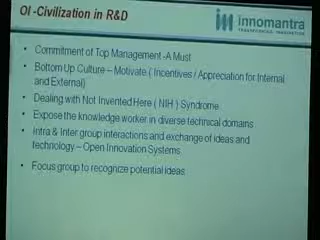 OI -Civilization in R&D
innomantra
• Commitment of Top Management -A Must
• Bottom Up Culture – Motivate ( Incentives / Appreciation for Internal
and External)
• Dealing with Not Invented Here ( NIH ) Syndrome
• Expose the knowledge worker in diverse technical domains
• Intra & Inter group interactions and exchange of ideas and
technology – Open Innovation Systems
• Focus group to recognize potential ideas